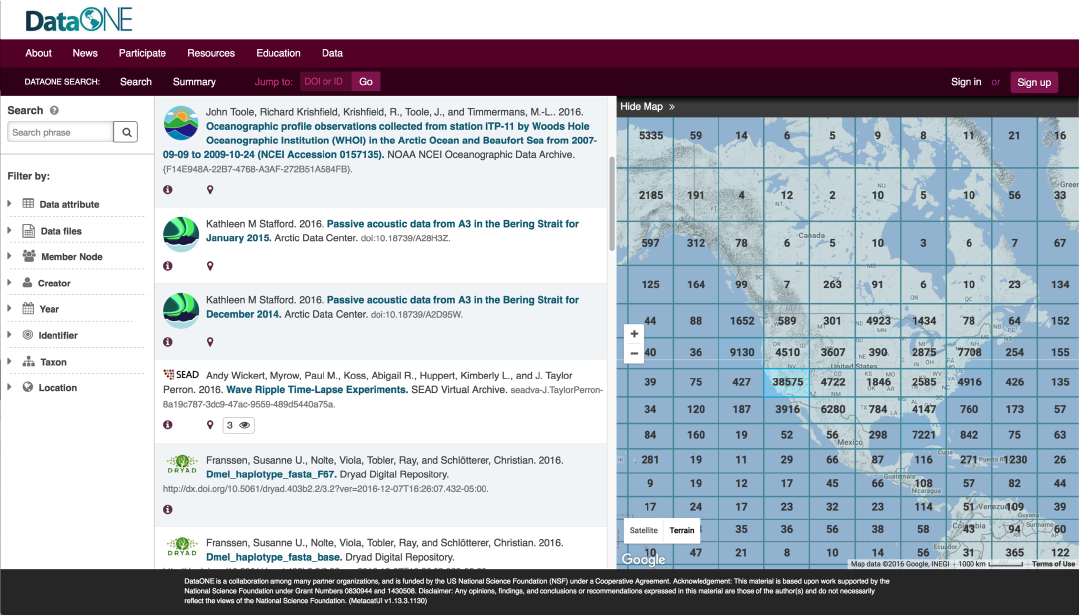 DataONE
About News Participate Resources Education Data
DATAONE SEARCH: Search Summary Jump to: DOI or ID Go Sign in or Sign up
Search
Search phrase
Filter by:
Data attribute
Data files
Member Node
Creator
Year
Identifier
Taxon
Location
John Toole, Richard Krishfield, Krishfield, R., Toole, J., and Timmermans, M.-L.. 2016.
Oceanographic profile observations collected from station ITP-11 by Woods Hole
Oceanographic Institution (WHOI) in the Arctic Ocean and Beaufort Sea from 2007-
09-09 to 2009-10-24 (NCEI Accession 0157135). NOAA NCEI Oceanographic Data Archive.
{F14E948A-22B7-4768-A3AF-272B51A584FB}.
Kathleen M Stafford. 2016. Passive acoustic data from A3 in the Bering Strait for
January 2015. Arctic Data Center. doi:10.18739/A28H3Z.
Kathleen M Stafford. 2016. Passive acoustic data from A3 in the Bering Strait for
December 2014. Arctic Data Center. doi:10.18739/A2D95W.
SEAD Andy Wickert, Myrow, Paul M., Koss, Abigail R., Huppert, Kimberly L., and J. Taylor
Perron. 2016. Wave Ripple Time-Lapse Experiments. SEAD Virtual Archive. seadva-J.TaylorPerron-
8a19c787-3dc9-47ac-9559-489d5440a75a.
3
DRYAD
Franssen, Susanne U., Nolte, Viola, Tobler, Ray, and Schlötterer, Christian. 2016.
Dmel_haplotype_fasta_F67. Dryad Digital Repository.
http://dx.doi.org/10.5061/dryad.403b2.2/3.2?ver=2016-12-07T16:26:07.432-05:00.
DRYAD
Franssen, Susanne U., Nolte, Viola, Tobler, Ray, and Schlötterer, Christian. 2016.
Dmel_haplotype_fasta_base. Dryad Digital Repository.
Hide Map »
5335 59 14 6 5 9 8 11 21 16
2185 191 4 12 2 10 5 10 56 33
597 312 78 6 5 10 3 6 7 67
125 164 99 7 263 91 6 10 23 134
44 88 1652 589 301 4923 1434 78 64 152
40 36 9130 4510 3607 390 2875 7708 254 155
39 75 427 38575 4722 1846 2585 4916 426 135
34 120 187 3916 6280 784 4147 760 173 57
84 160 19 52 56 298 7221 842 75 63
281 19 11 29 66 87 116 271 1230 26
9 19 12 17 45 66 108 57 82 44
17 24 17 23 32 23 114 51 109 39
35 36 56 38 58 43 94 60
10 47 21 8 10 14 56 31 365 122
Canada
United States
Mexico
Cuba
Guatemala
Nicaragua
+
−
Satellite Terrain
Google
Map data ©2016 Google, INEGI 1000 km Terms of Use
DataONE is a collaboration among many partner organizations, and is funded by the US National Science Foundation (NSF) under a Cooperative Agreement. Acknowledgement: This material is based upon work supported by the
National Science Foundation under Grant Numbers 0830944 and 1430508. Disclaimer: Any opinions, findings, and conclusions or recommendations expressed in this material are those of the author(s) and do not necessarily
reflect the views of the National Science Foundation. (MetacatUI v1.13.3.1130)